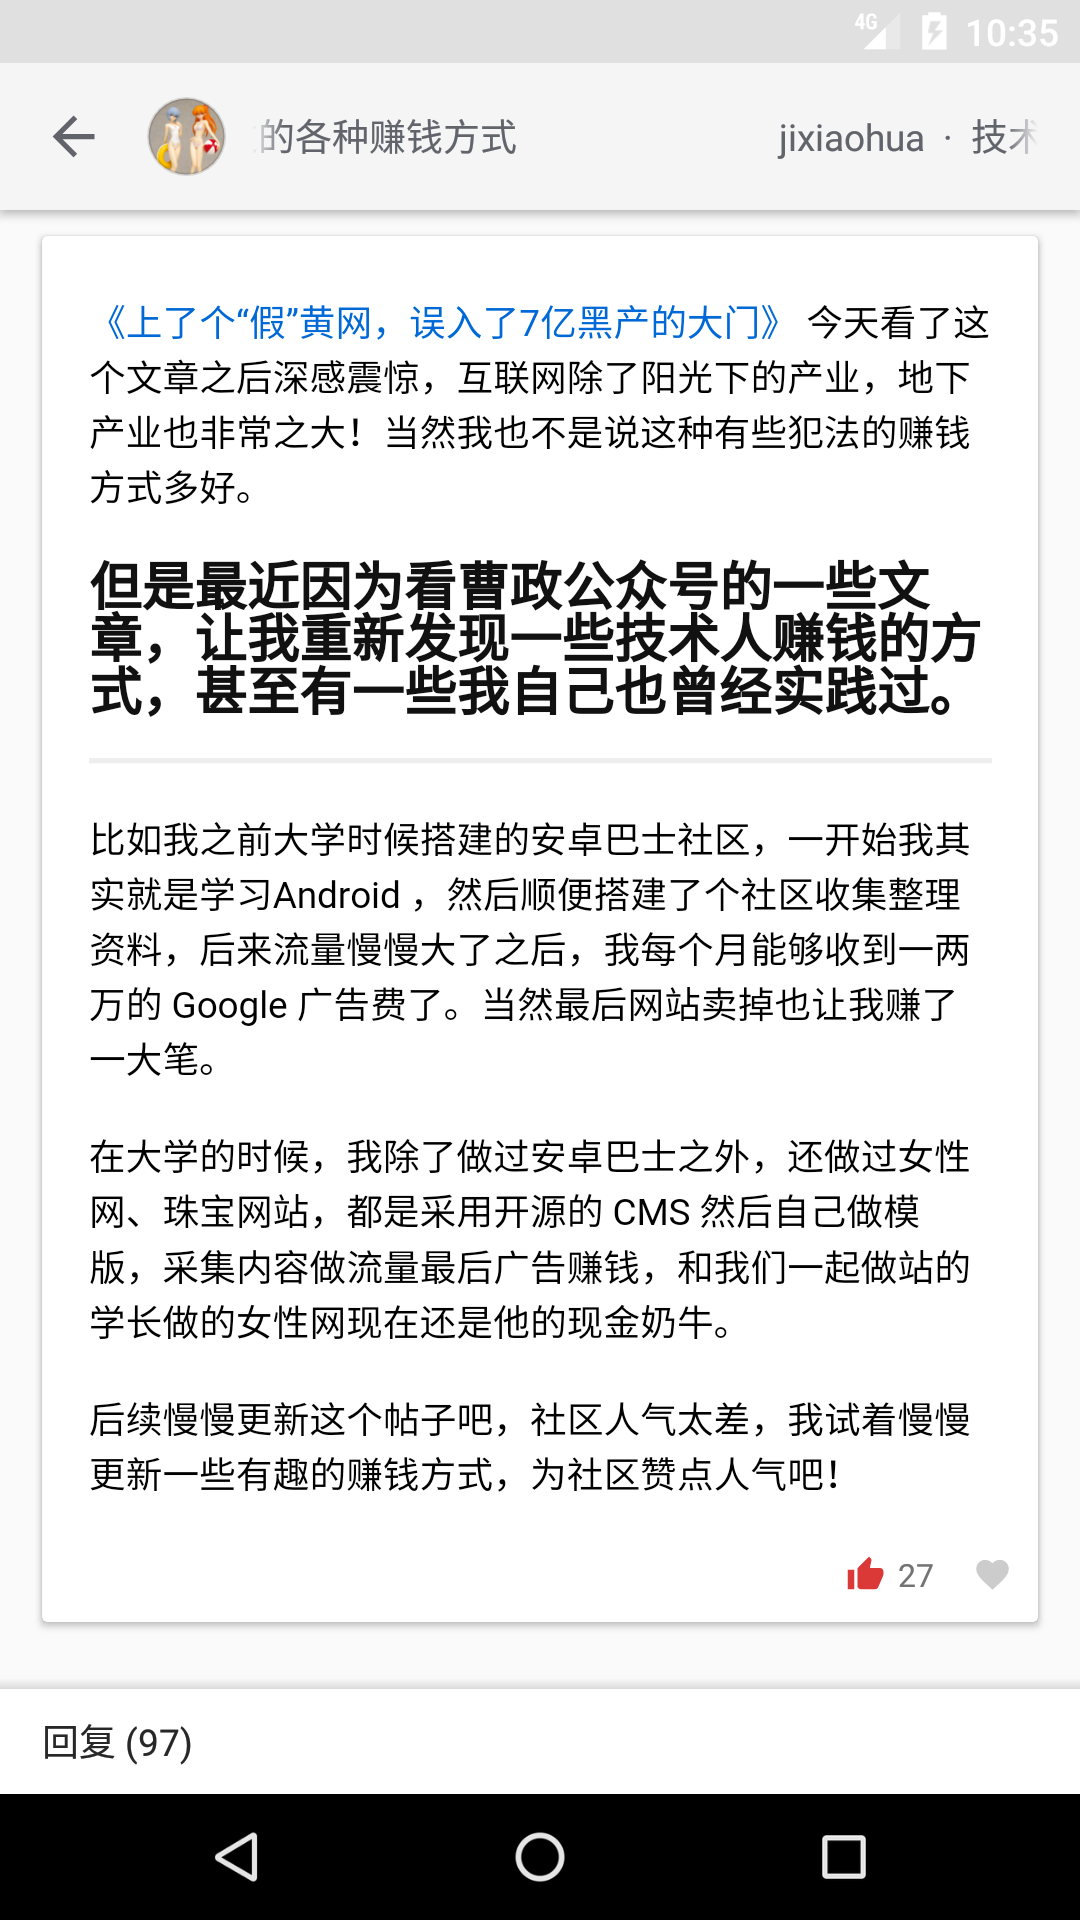 4G 10:35
的各种赚钱方式 jixiaohua · 技术
《上了个“假”黄网，误入了7亿黑产的大门》 今天看了这
个文章之后深感震惊，互联网除了阳光下的产业，地下
产业也非常之大！当然我也不是说这种有些犯法的赚钱
方式多好。
但是最近因为看曹政公众号的一些文
章，让我重新发现一些技术人赚钱的方
式，甚至有一些我自己也曾经实践过。
比如我之前大学时候搭建的安卓巴士社区，一开始我其
实就是学习Android ，然后顺便搭建了个社区收集整理
资料，后来流量慢慢大了之后，我每个月能够收到一两
万的 Google 广告费了。当然最后网站卖掉也让我赚了
一大笔。
在大学的时候，我除了做过安卓巴士之外，还做过女性
网、珠宝网站，都是采用开源的 CMS 然后自己做模
版，采集内容做流量最后广告赚钱，和我们一起做站的
学长做的女性网现在还是他的现金奶牛。
后续慢慢更新这个帖子吧，社区人气太差，我试着慢慢
更新一些有趣的赚钱方式，为社区赞点人气吧！
27
回复 (97)